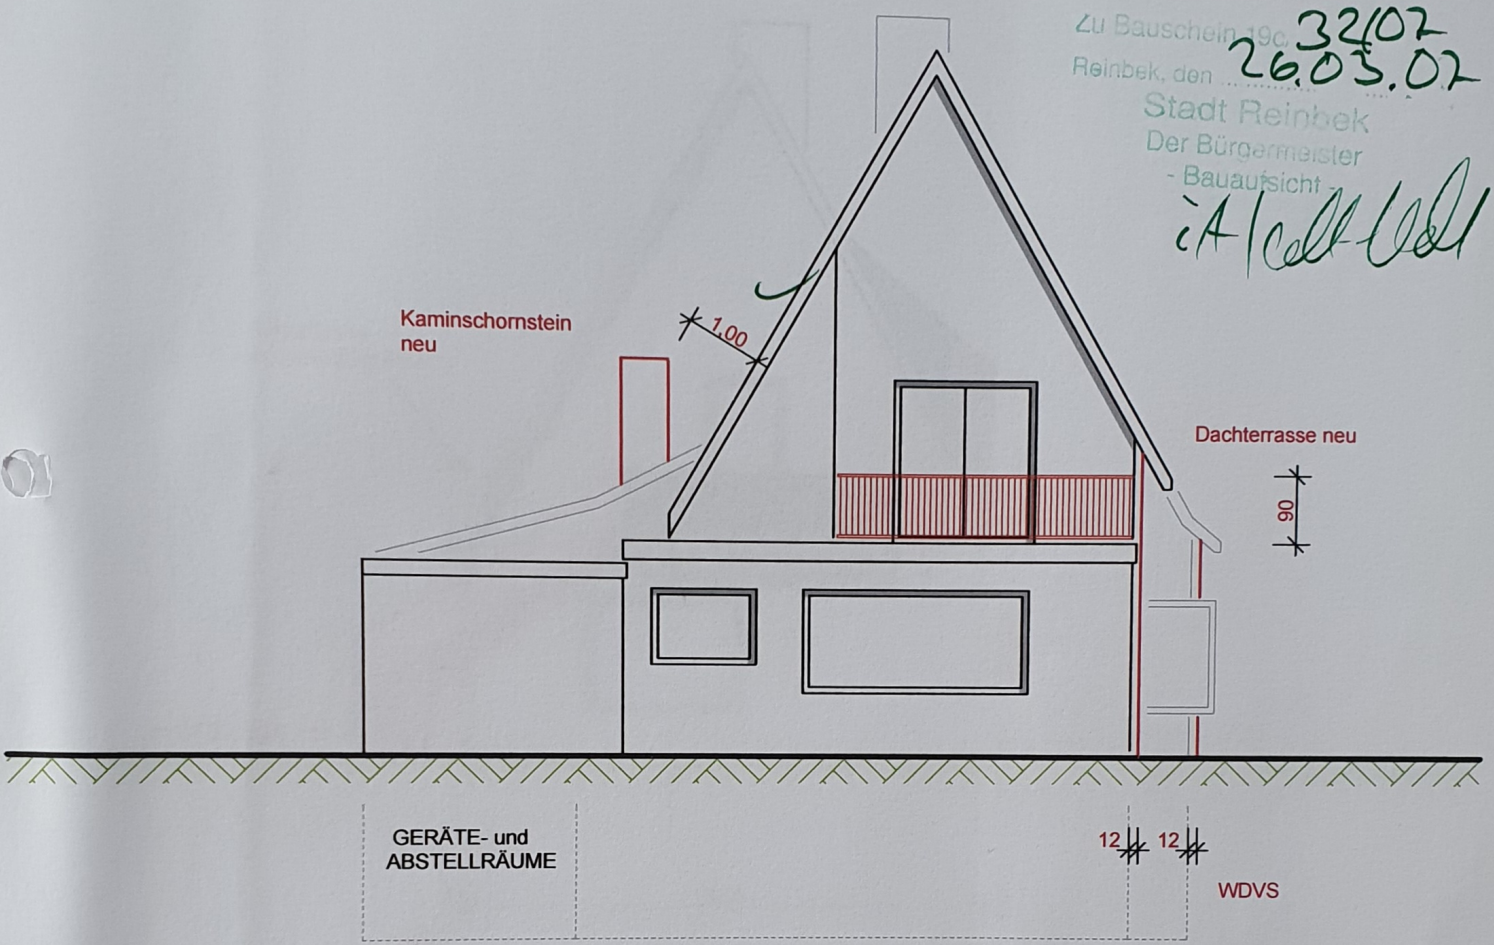 Zu Bauschein 19c. 32/02
Reinbek, den 26.03.02
Stadt Reinbek
Der Bürgermeister
- Bauaufsicht -
iA
Kaminschornstein
neu
1,00
Dachterrasse neu
90
GERÄTE- und
ABSTELLRÄUME
12 12
WDVS